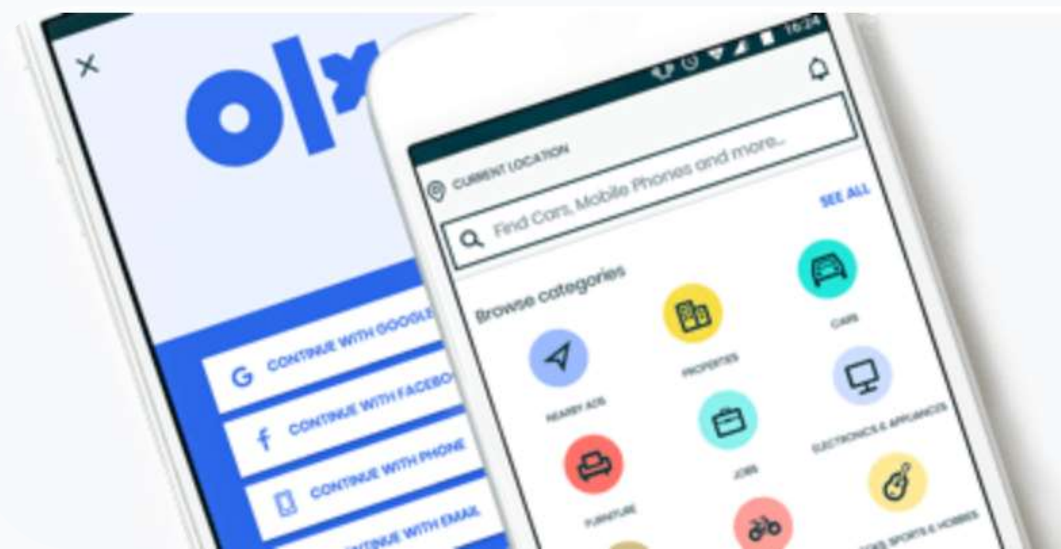 olx
CONTINUE WITH GOOGLE
CONTINUE WITH FACEBO
CONTINUE WITH PHONE
CONTINUE WITH EMAIL
16:24
CURRENT LOCATION
Find Cars, Mobile Phones and more...
SEE ALL
Browse categories
NEARBY ADS
PROPERTIES
CARS
FURNITURE
JOBS
ELECTRONICS & APPLIANCES
SPORTS & HOBBIES